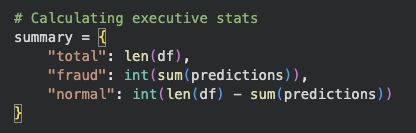 # Calculating executive stats
summary = {
    "total": len(df),
    "fraud": int(sum(predictions)),
    "normal": int(len(df) - sum(predictions))
}